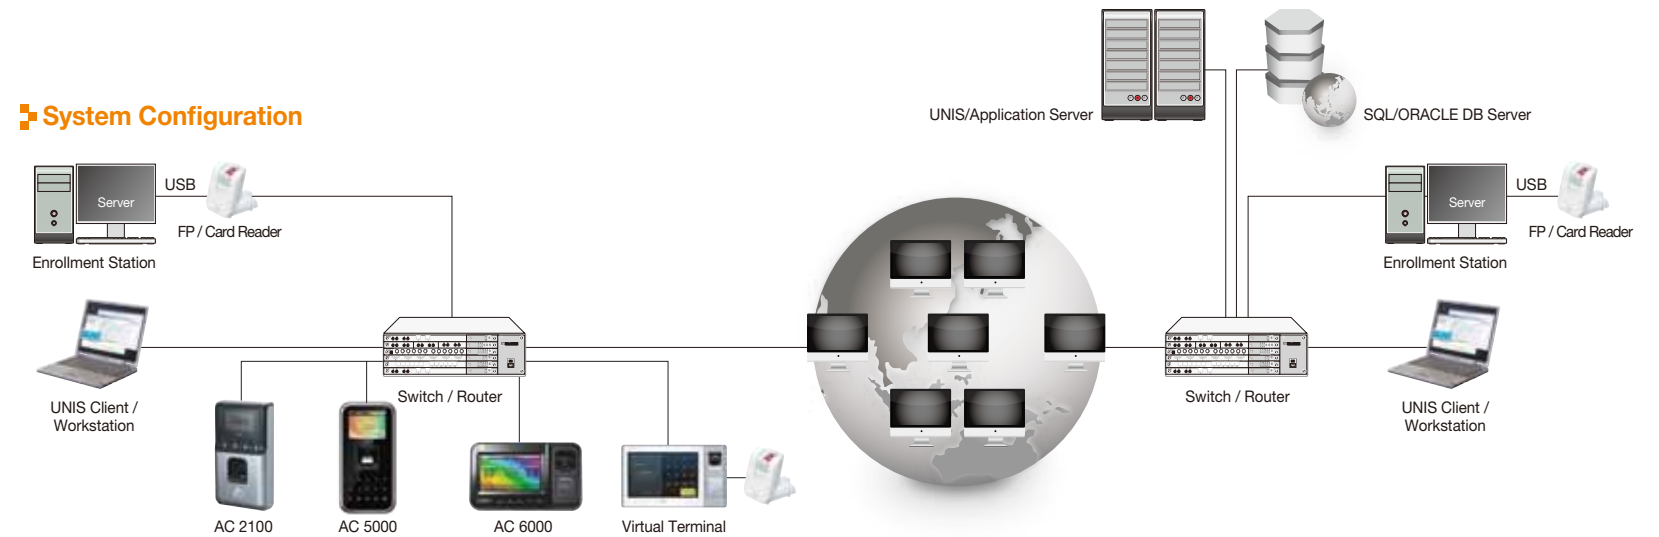 System Configuration
UNIS/Application Server
SQL/ORACLE DB Server
Server
USB
FP / Card Reader
Enrollment Station
Server
USB
FP / Card Reader
Enrollment Station
UNIS Client /
Workstation
Switch / Router
Switch / Router
UNIS Client /
Workstation
AC 2100
AC 5000
AC 6000
Virtual Terminal